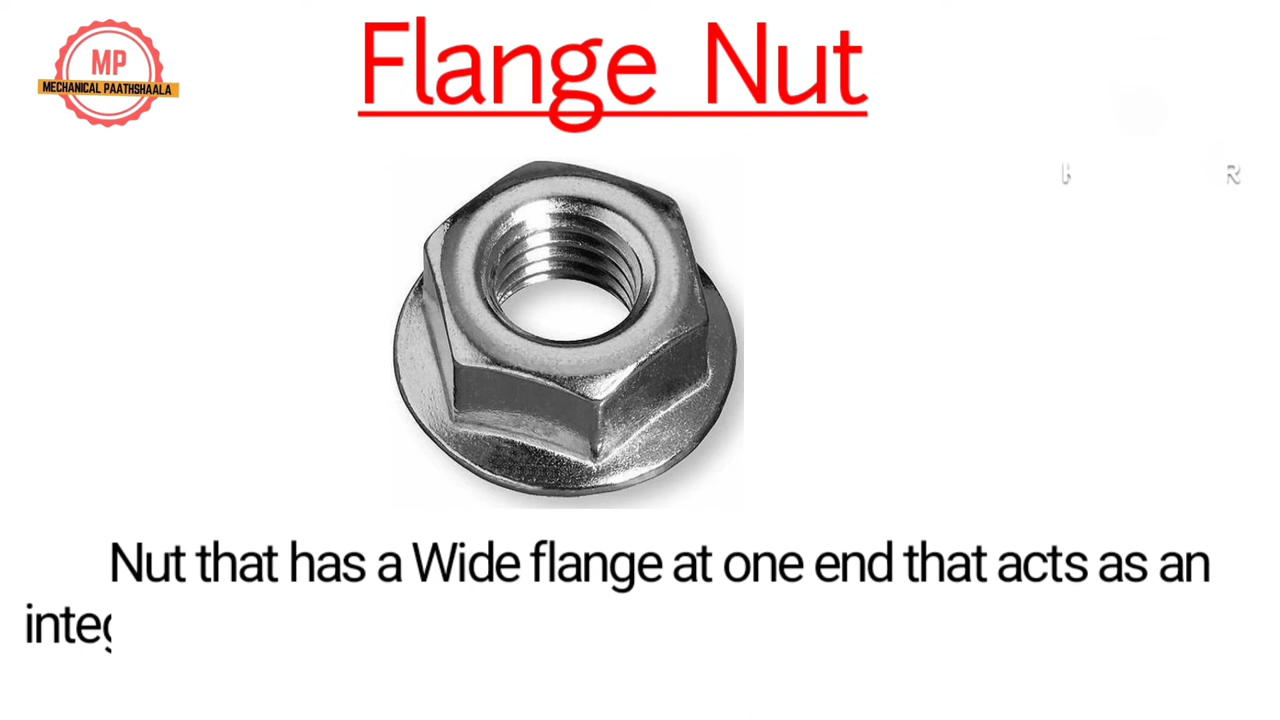 MP
MECHANICAL PAATHSHAALA
Flange Nut
Nut that has a Wide flange at one end that acts as an